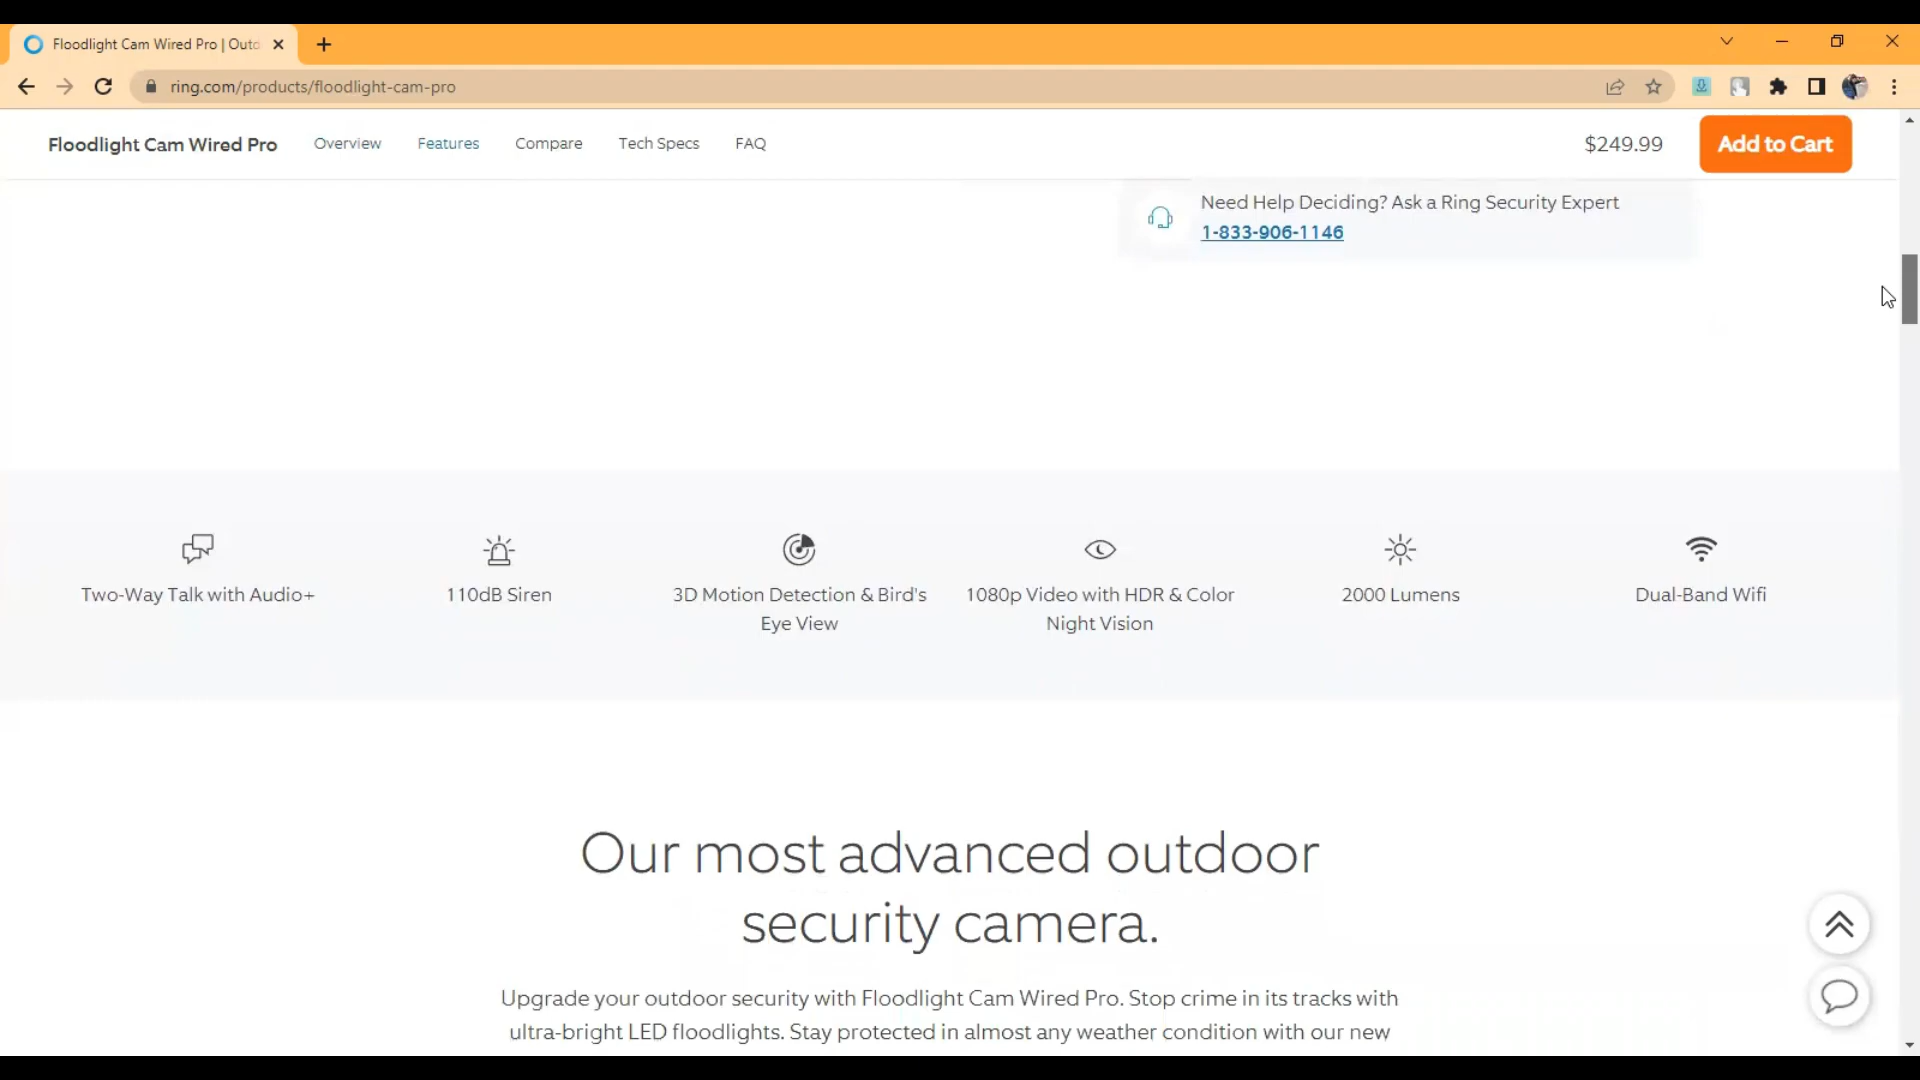 Floodlight Cam Wired Pro | Outd
ring.com/products/floodlight-cam-pro
Floodlight Cam Wired Pro Overview Features Compare Tech Specs FAQ $249.99 Add to Cart
Need Help Deciding? Ask a Ring Security Expert
1-833-906-1146
Two-Way Talk with Audio+
110dB Siren
3D Motion Detection & Bird's
Eye View
1080p Video with HDR & Color
Night Vision
2000 Lumens
Dual-Band Wifi
Our most advanced outdoor
security camera.
Upgrade your outdoor security with Floodlight Cam Wired Pro. Stop crime in its tracks with
ultra-bright LED floodlights. Stay protected in almost any weather condition with our new